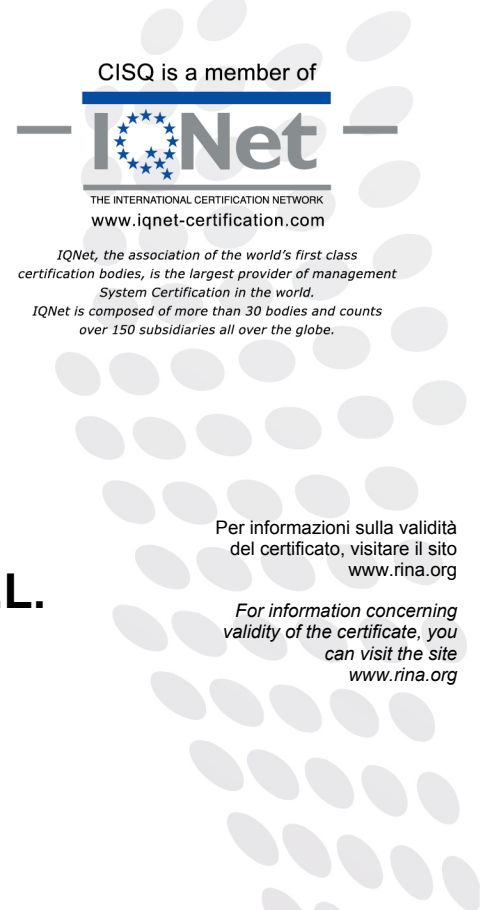 CISQ is a member of
IQNet
THE INTERNATIONAL CERTIFICATION NETWORK
www.iqnet-certification.com
IQNet, the association of the world's first class
certification bodies, is the largest provider of management
System Certification in the world.
IQNet is composed of more than 30 bodies and counts
over 150 subsidiaries all over the globe.
Per informazioni sulla validità
del certificato, visitare il sito
www.rina.org
.L.
For information concerning
validity of the certificate, you
can visit the site
www.rina.org